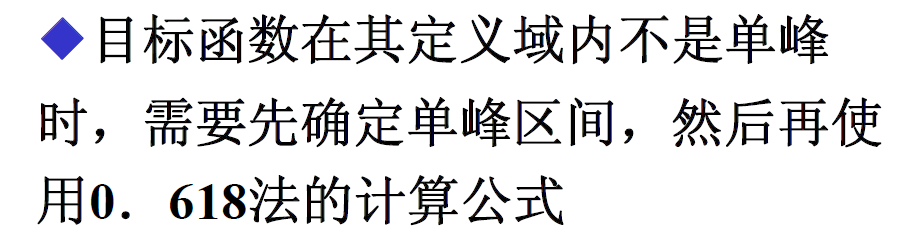 ◆目标函数在其定义域内不是单峰
时，需要先确定单峰区间，然后再使
用0．618法的计算公式